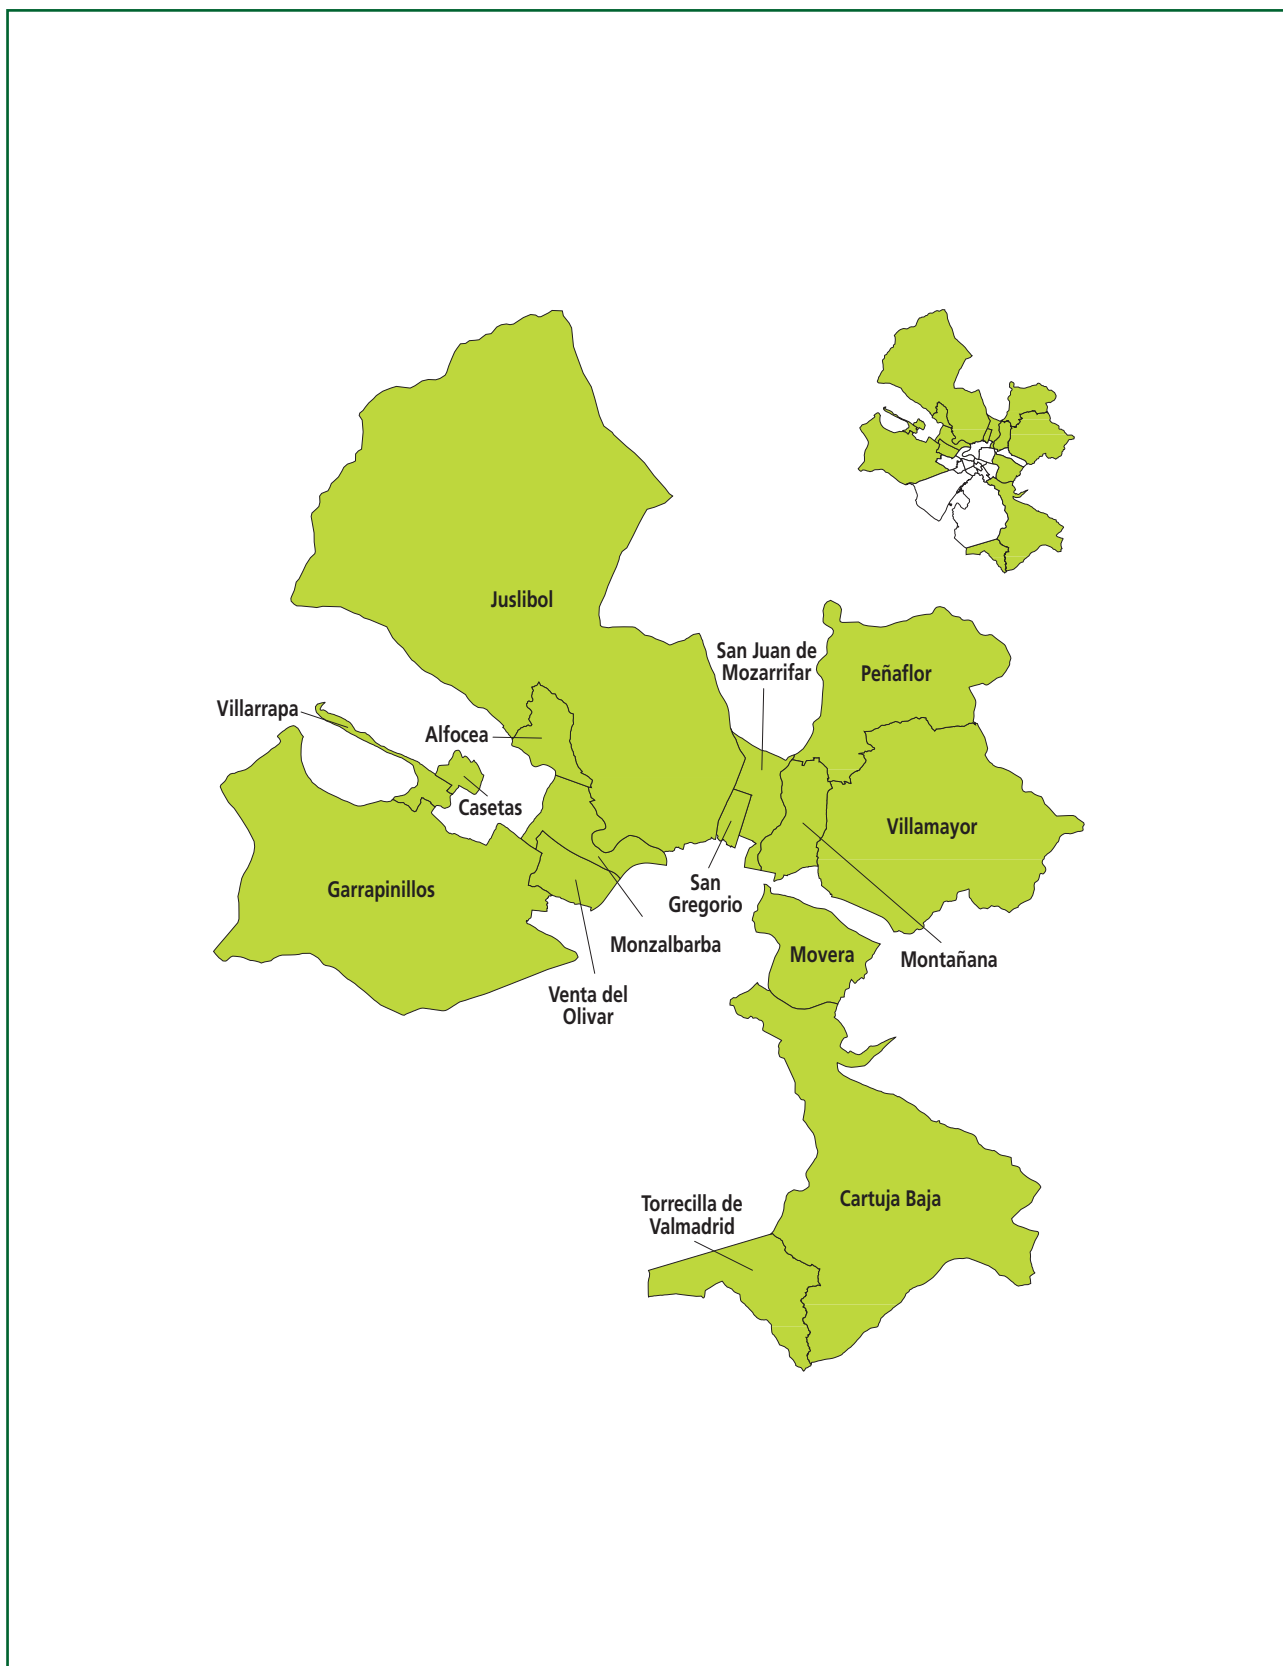 Juslibol
San Juan de
Mozarrifar
Peñaflor
Villarrapa
Alfocea
Casetas
Villamayor
Garrapinillos
San
Gregorio
Monzalbarba
Movera
Montañana
Venta del
Olivar
Cartuja Baja
Torrecilla de
Valmadrid